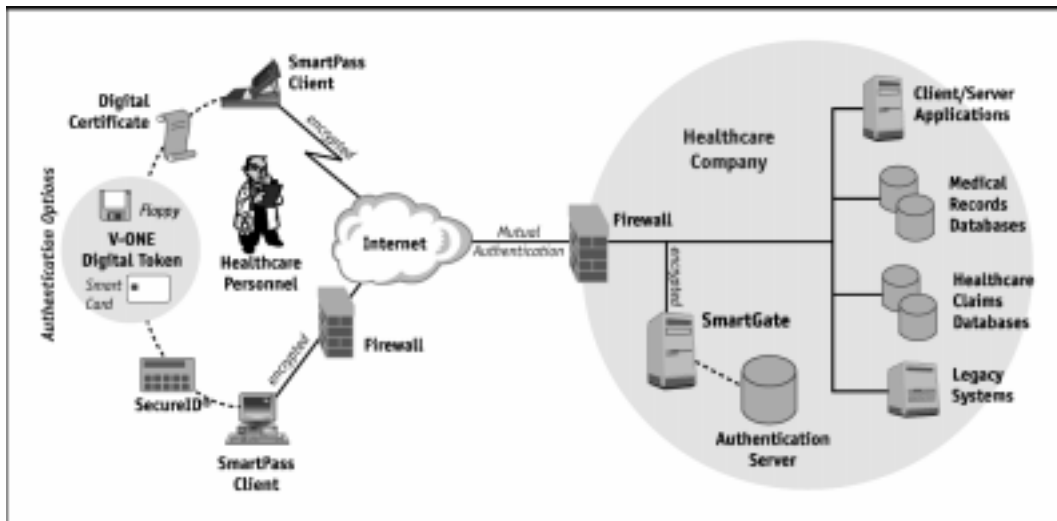 SmartPass
Client
Digital
Certificate
encrypted
Authentication Options
Floppy
V-ONE
Digital Token
Smart
Card
Healthcare
Personnel
Internet
Mutual
Authentication
Firewall
encrypted
Firewall
SecureID
SmartPass
Client
Healthcare
Company
encrypted
SmartGate
Authentication
Server
Client/Server
Applications
Medical
Records
Databases
Healthcare
Claims
Databases
Legacy
Systems